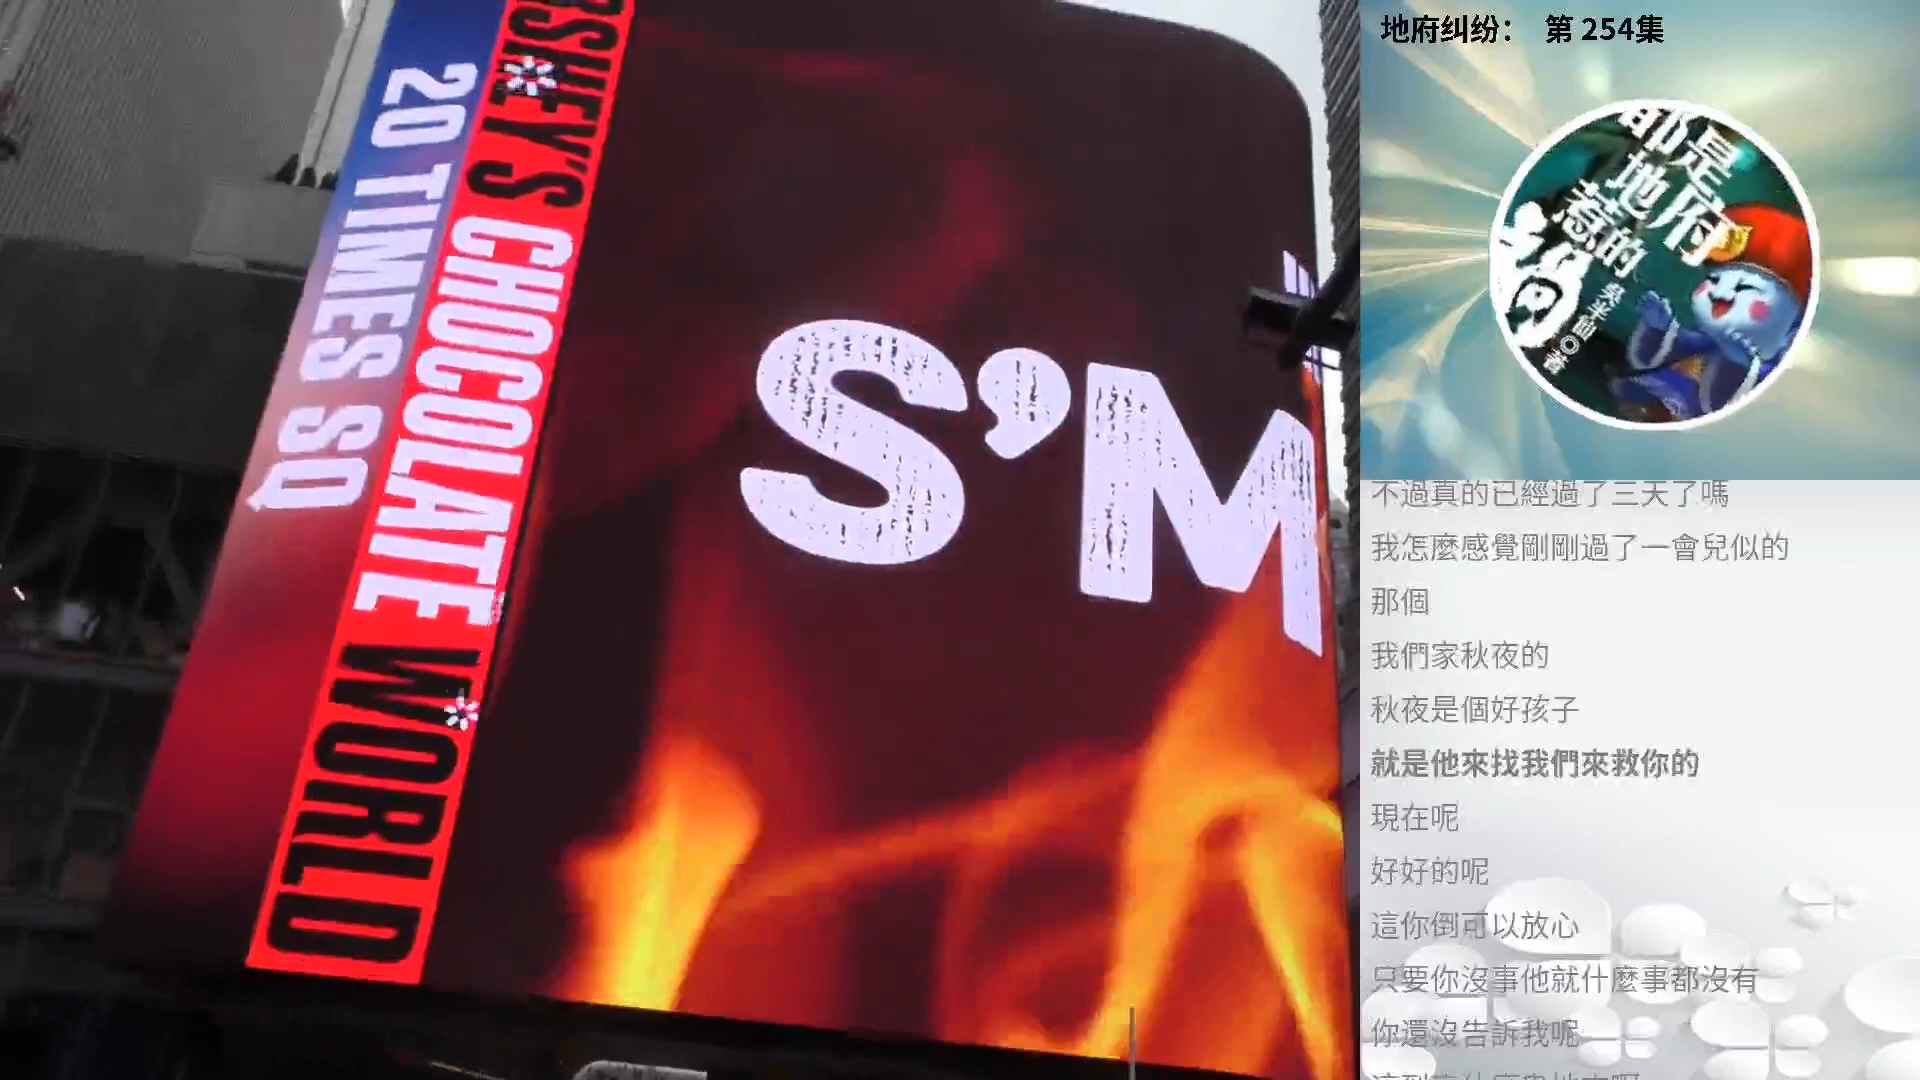 20 TIMES SQ
RSHEY'S CHOCOLATE WORLD
S'M
地府纠纷： 第 254集
都是
地府
惹的
祸
不過真的已經過了三天了嗎
我怎麼感覺剛剛過了一會兒似的
那個
我們家秋夜的
秋夜是個好孩子
就是他來找我們來救你的
現在呢
好好的呢
這你倒可以放心
只要你沒事他就什麼事都沒有
你還沒告訴我呢